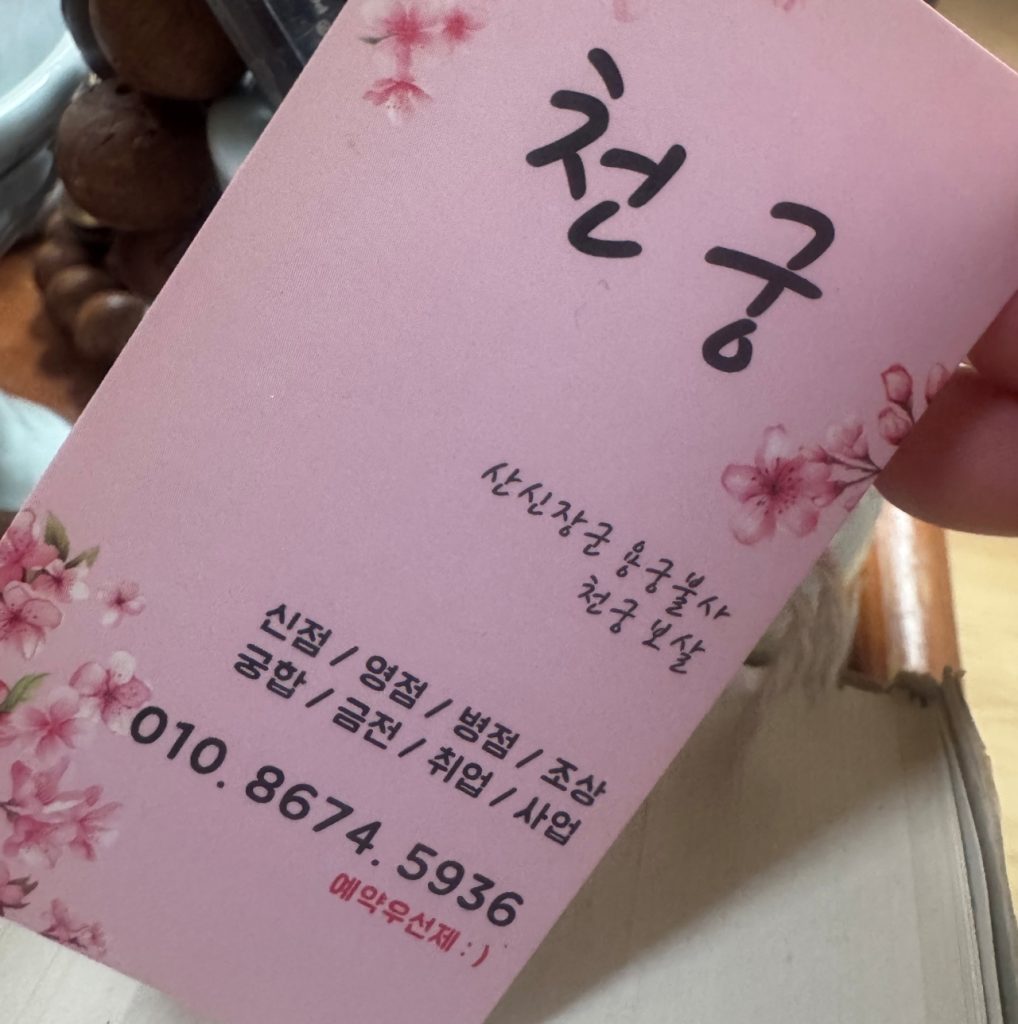 천궁
산신장군 용궁불사
천궁 보살
신점 / 영점 / 병점 / 조상
궁합 / 금전 / 취업 / 사업
010. 8674. 5936
예약우선제 : )